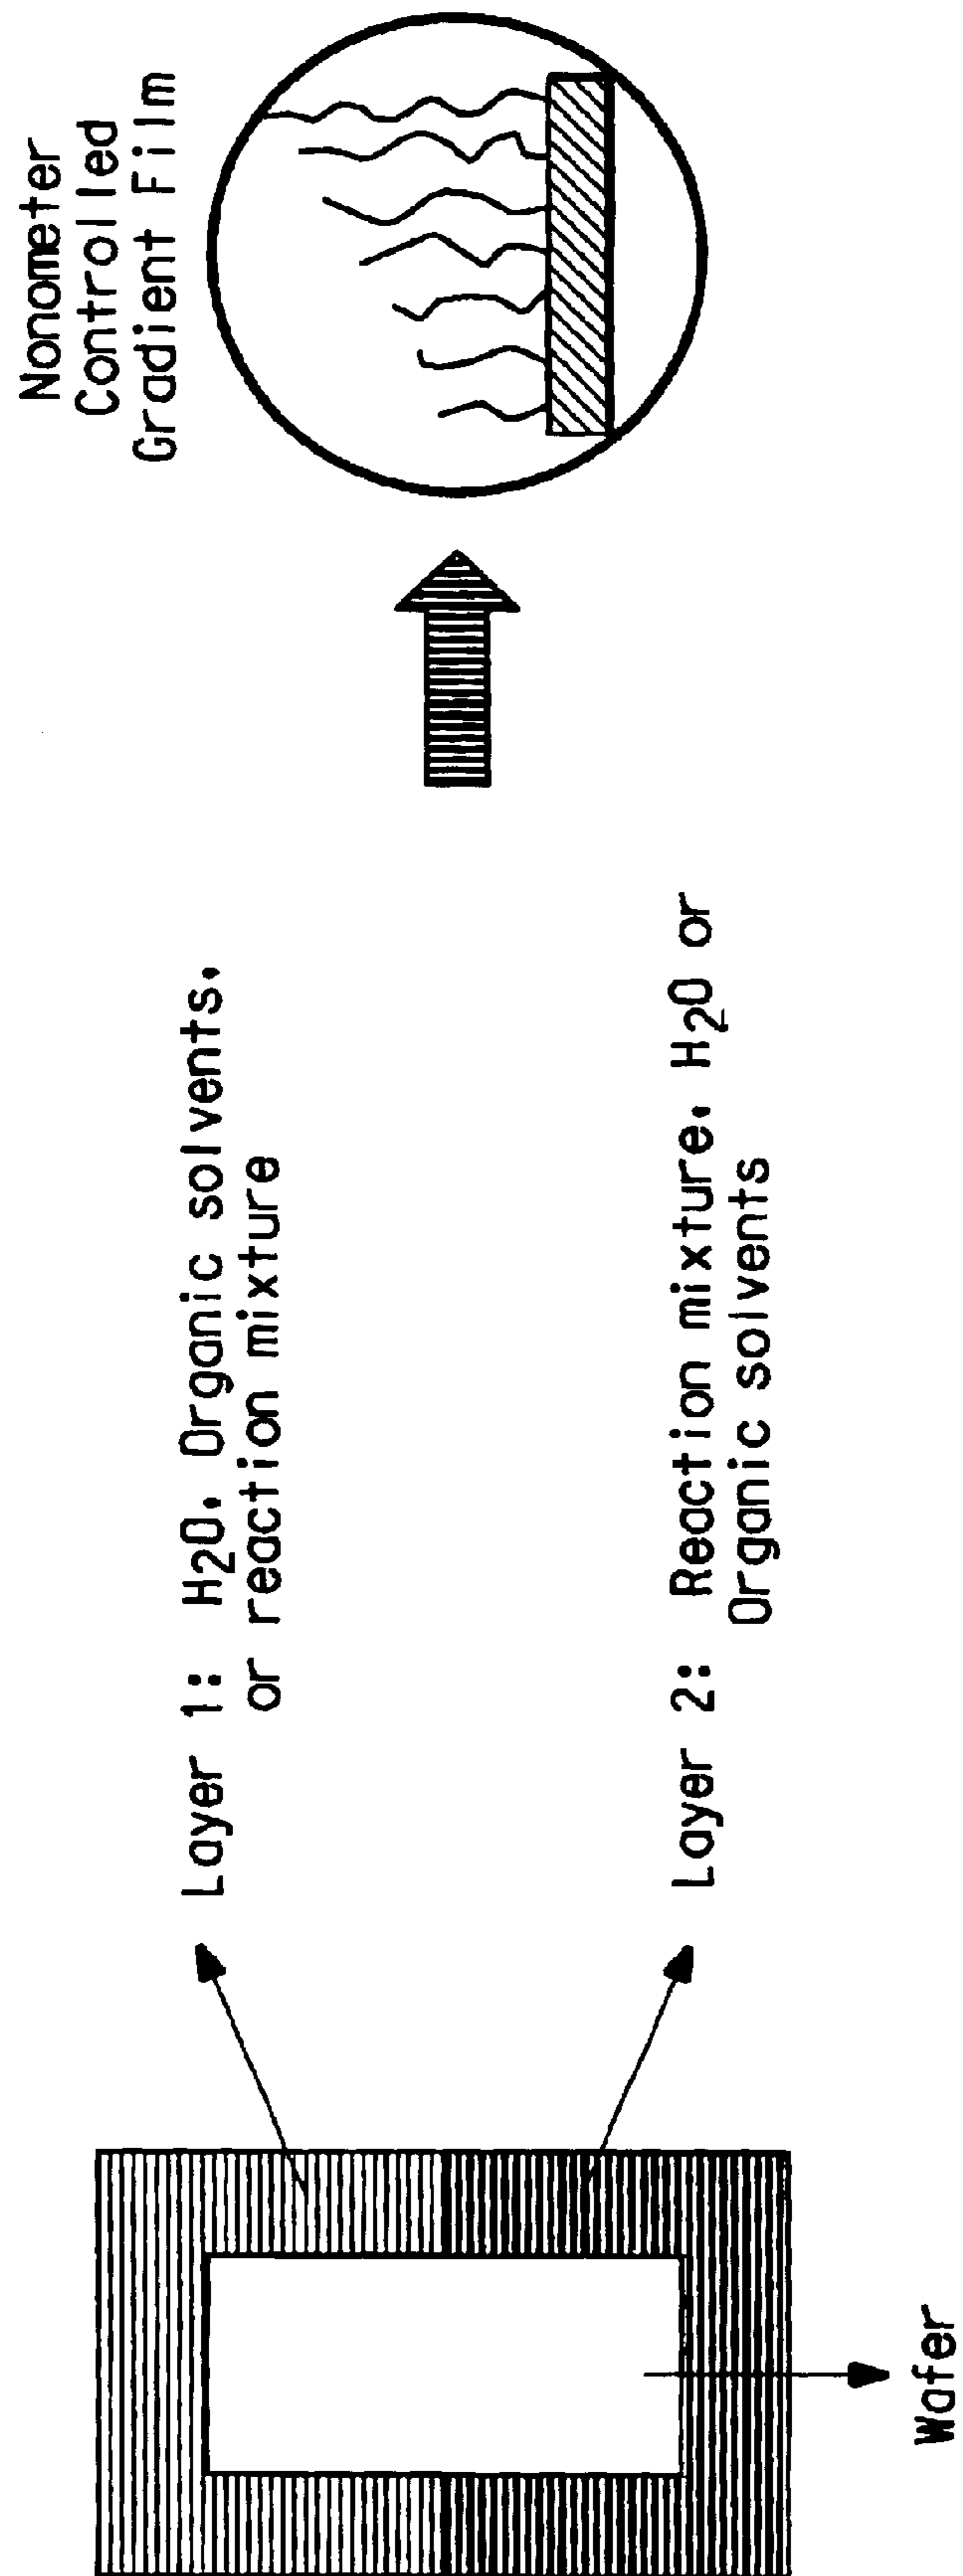 Nonometer
Controlled
Gradient Film
Layer 1: H₂O. Organic solvents.
or reaction mixture
Layer 2: Reaction mixture. H₂O or
Organic solvents
Wafer